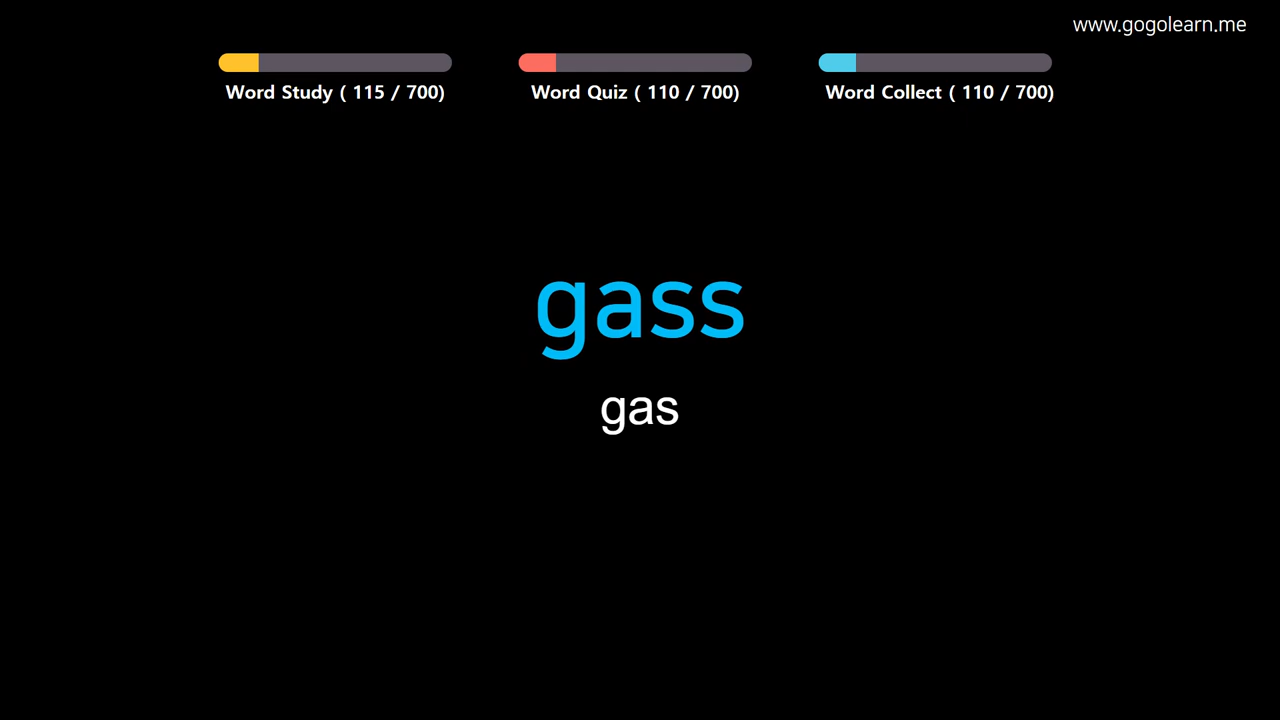 www.gogolearn.me
Word Study ( 115 / 700)
Word Quiz ( 110 / 700)
Word Collect ( 110 / 700)
gass
gas